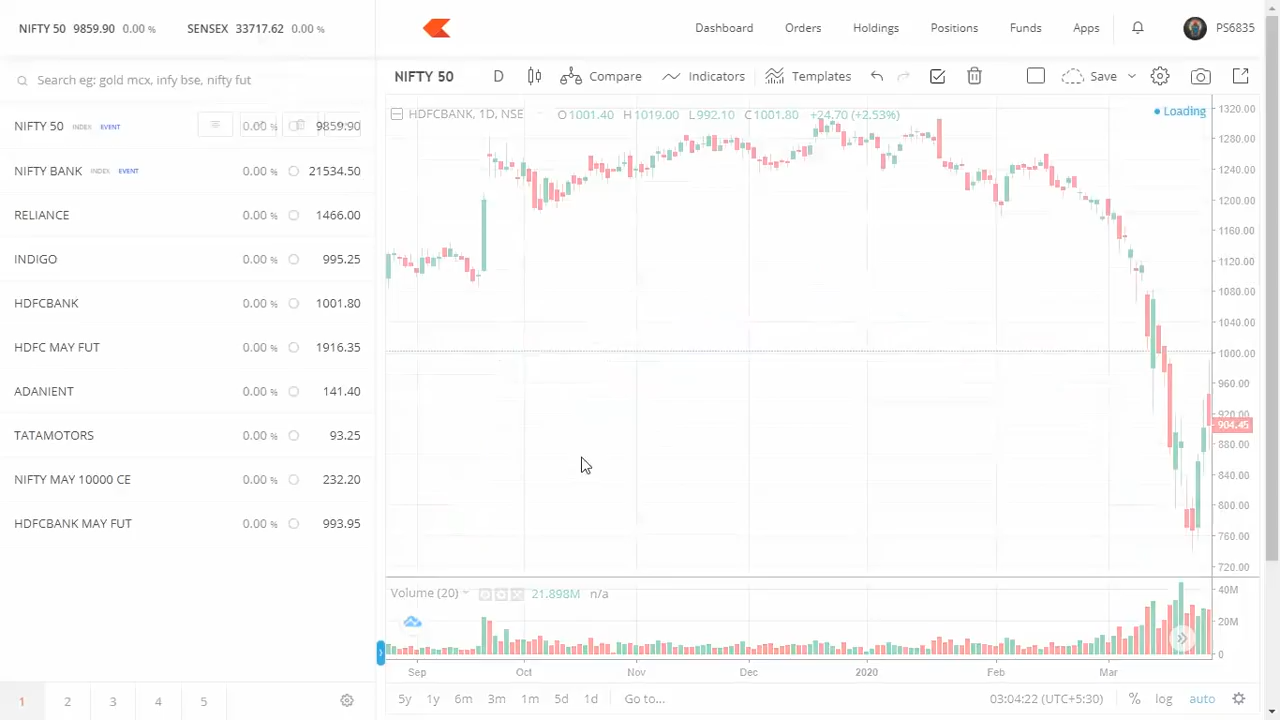 NIFTY 50 9859.90 0.00 % SENSEX 33717.62 0.00 %
Dashboard Orders Holdings Positions Funds Apps PS6835
Search eg: gold mcx, infy bse, nifty fut
NIFTY 50 D Compare Indicators Templates Save
NIFTY 50 INDEX EVENT 0.00 % 9859.90
NIFTY BANK INDEX EVENT 0.00 % 21534.50
RELIANCE 0.00 % 1466.00
INDIGO 0.00 % 995.25
HDFCBANK 0.00 % 1001.80
HDFC MAY FUT 0.00 % 1916.35
ADANIENT 0.00 % 141.40
TATAMOTORS 0.00 % 93.25
NIFTY MAY 10000 CE 0.00 % 232.20
HDFCBANK MAY FUT 0.00 % 993.95
1 2 3 4 5
HDFCBANK, 1D, NSE O1001.40 H1019.00 L992.10 C1001.80 +24.70 (+2.53%)
Loading
1320.00
1280.00
1240.00
1200.00
1160.00
1120.00
1080.00
1040.00
1000.00
960.00
920.00
904.45
880.00
840.00
800.00
760.00
720.00
Volume (20) 21.898M n/a
40M
20M
0
Sep Oct Nov Dec 2020 Feb Mar
5y 1y 6m 3m 1m 5d 1d Go to... 03:04:22 (UTC+5:30) % log auto